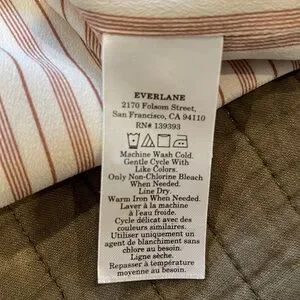 EVERLANE
2170 Folsom Street,
San Francisco, CA 94110
RN# 139393
Machine Wash Cold.
Gentle Cycle With
Like Colors.
Only Non-Chlorine Bleach
When Needed.
Line Dry.
Warm Iron When Needed.
Laver à la machine
à l'eau froide.
Cycle délicat avec des
couleurs similaires.
Utiliser uniquement un
agent de blanchiment sans
chlore au besoin.
Ligne sèche.
Repasser à température
moyenne au besoin.